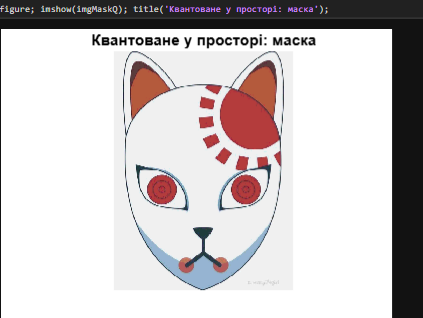 figure; imshow(imgMaskQ); title('Квантоване у просторі: маска');
Квантоване у просторі: маска